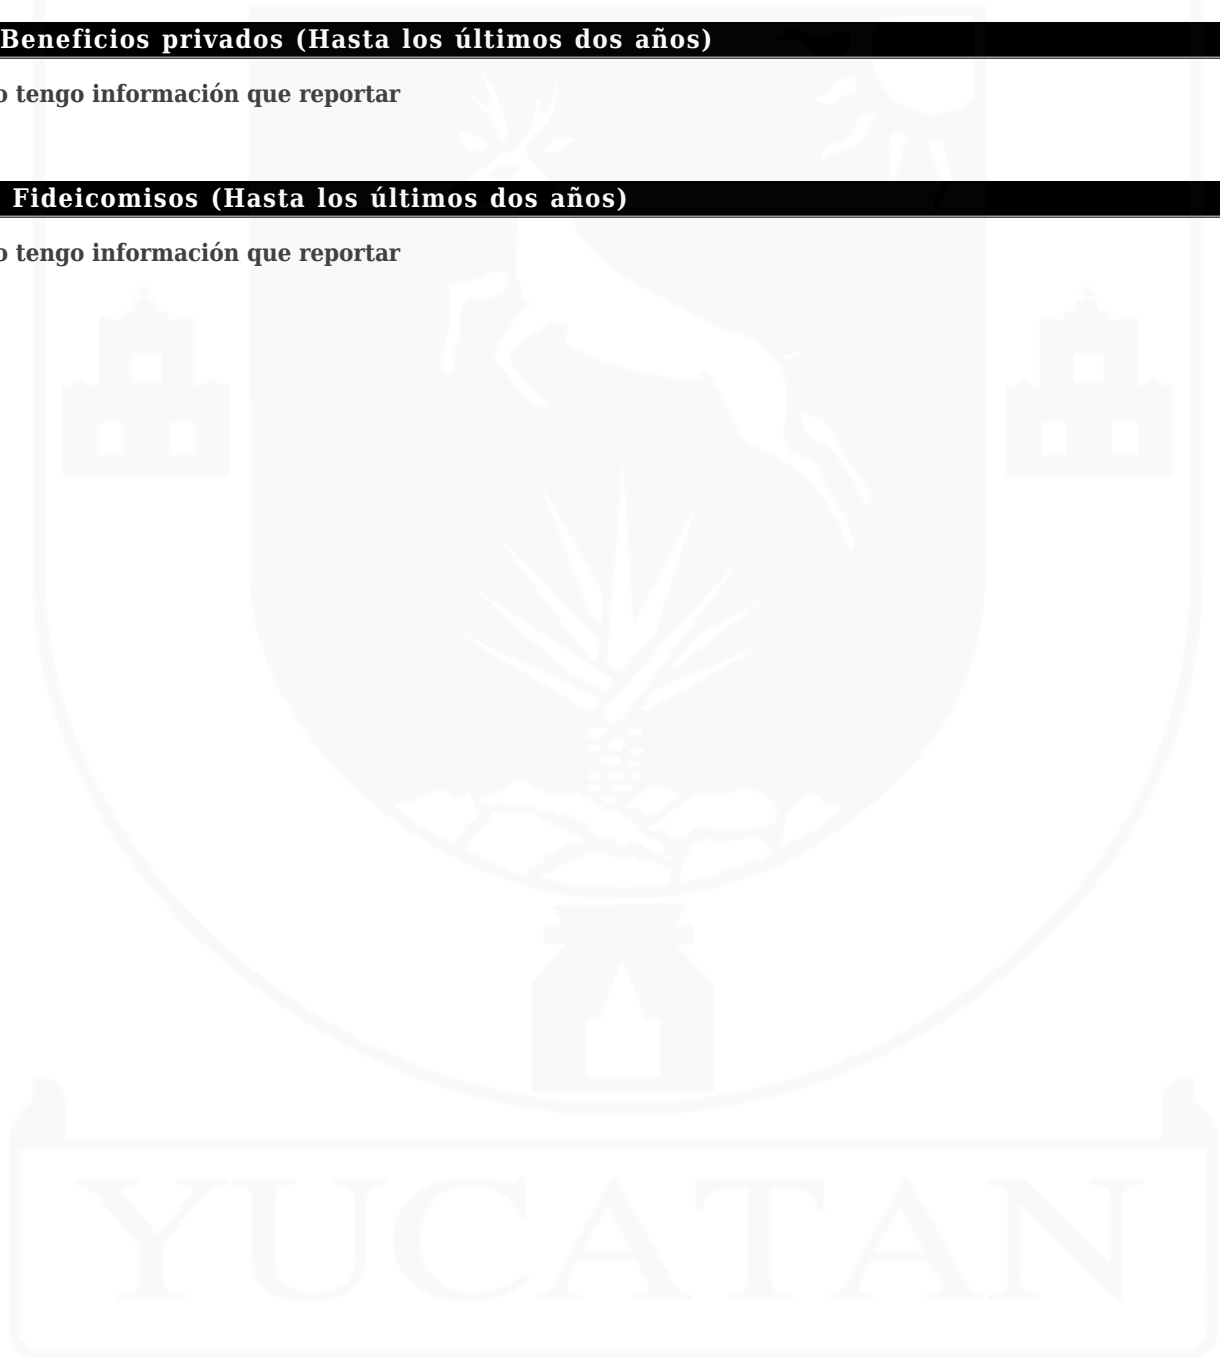 Beneficios privados (Hasta los últimos dos años)
o tengo información que reportar
Fideicomisos (Hasta los últimos dos años)
o tengo información que reportar
YUCATAN